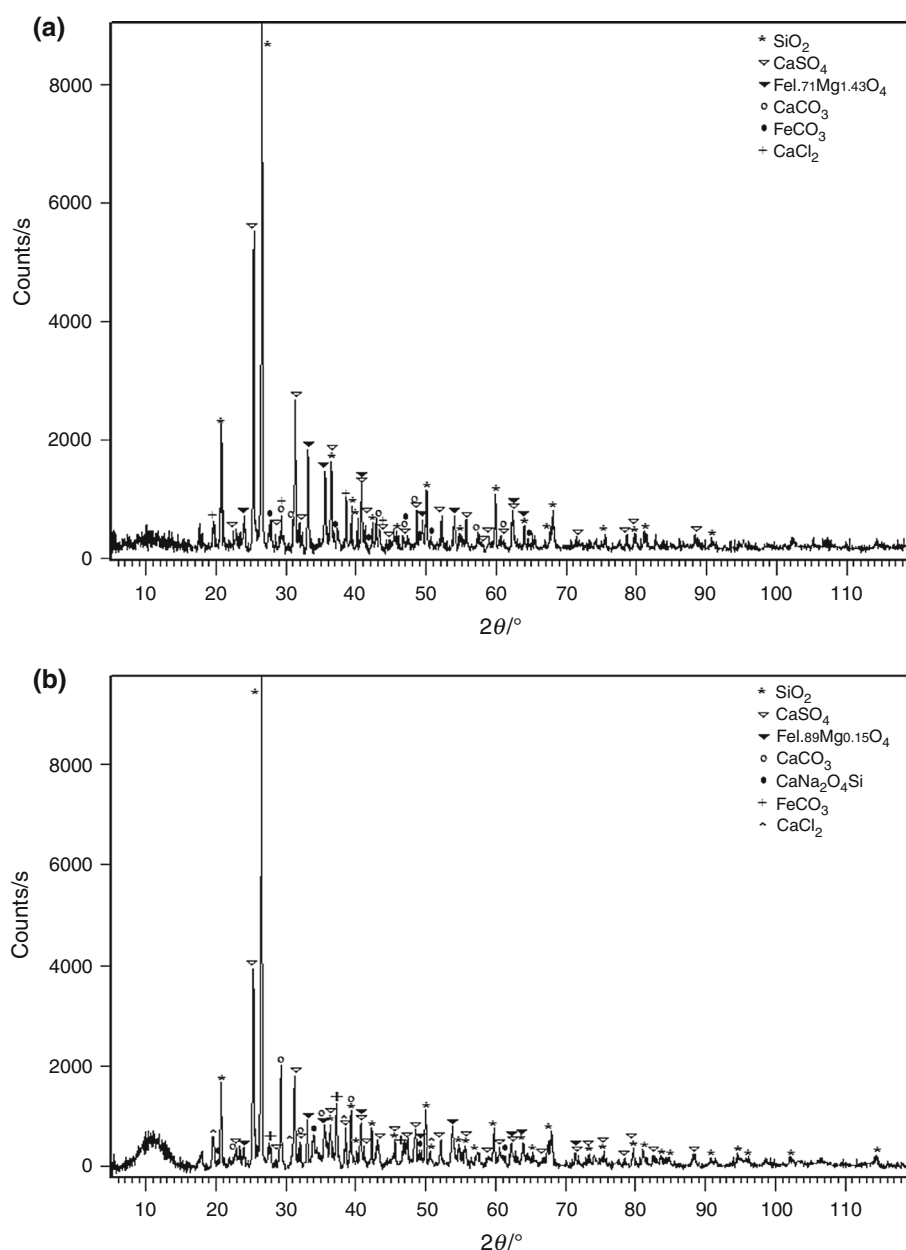 (a)
8000
6000
4000
2000
0
Counts/s
* SiO2
CaSO4
FeI.71Mg1.43O4
CaCO3
FeCO3
CaCl2
10 20 30 40 50 60 70 80 90 100 110
2θ/°
(b)
8000
6000
4000
2000
0
Counts/s
* SiO2
CaSO4
FeI.89Mg0.15O4
CaCO3
CaNa2O4Si
FeCO3
CaCl2
10 20 30 40 50 60 70 80 90 100 110
2θ/°